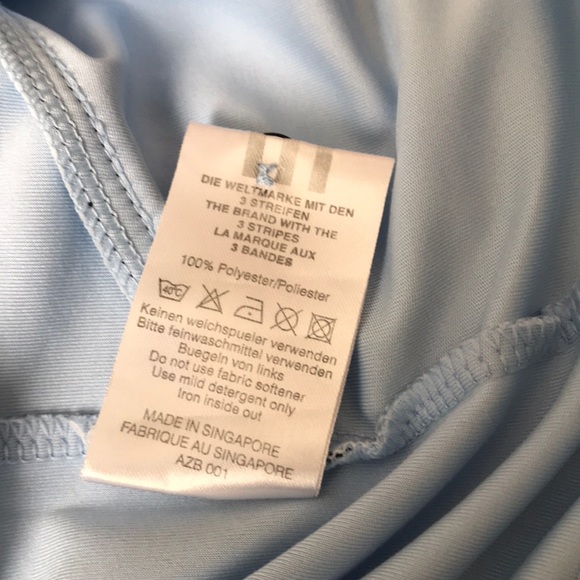 DIE WELTMARKE MIT DEN
3 STREIFEN
THE BRAND WITH THE
3 STRIPES
LA MARQUE AUX
3 BANDES
100% Polyester/Poliester
40°C
Keinen weichspueler verwenden
Bitte feinwaschmittel verwenden
Buegeln von links
Do not use fabric softener
Use mild detergent only
Iron inside out
MADE IN SINGAPORE
FABRIQUE AU SINGAPORE
AZB 001